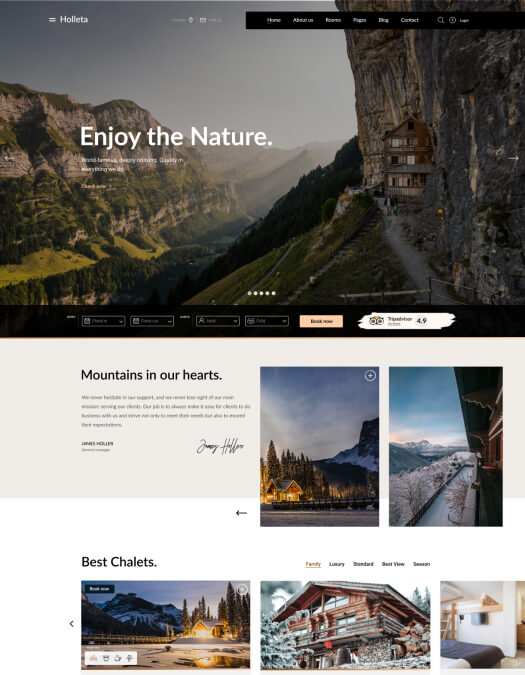 Holleta
Home About us Rooms Pages Blog Contact Login
Enjoy the Nature.
World-famous, deeply relaxing. Quality in
everything we do.
Check now
Check in Check out Adult Child Book now Tripadvisor 4.9
Mountains in our hearts.
We never hesitate in our support, and we never lose sight of our main
mission: serving our clients. Our job is to always make it easy for clients to do
business with us and strive not only to meet their needs but also to exceed
their expectations.
JAMES HOLLER
General manager
James Holler
Best Chalets.
Family Luxury Standard Best View Season
Book now